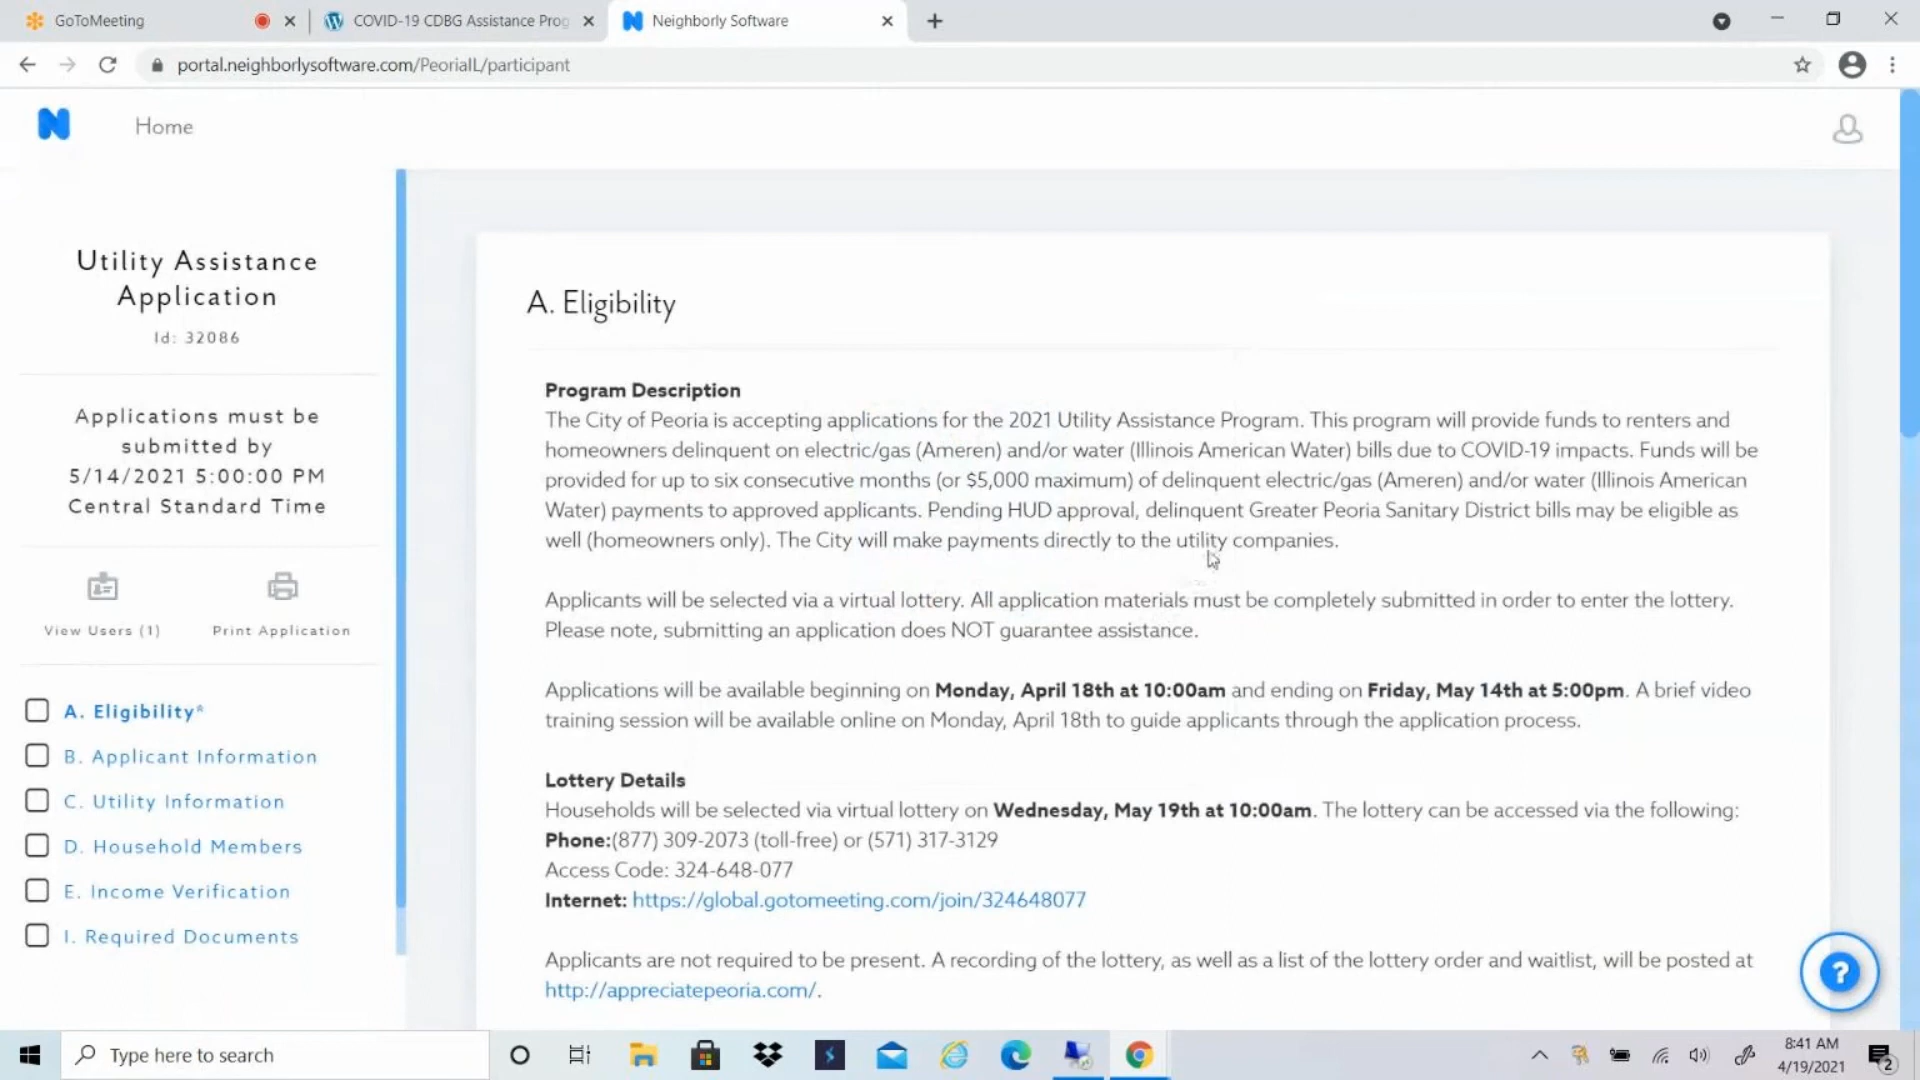 GoToMeeting
COVID-19 CDBG Assistance Prog
Neighborly Software
portal.neighborlysoftware.com/PeoriaIL/participant
Home
Utility Assistance
Application
Id: 32086
Applications must be
submitted by
5/14/2021 5:00:00 PM
Central Standard Time
View Users (1)
Print Application
A. Eligibility*
B. Applicant Information
C. Utility Information
D. Household Members
E. Income Verification
I. Required Documents
A. Eligibility
Program Description
The City of Peoria is accepting applications for the 2021 Utility Assistance Program. This program will provide funds to renters and
homeowners delinquent on electric/gas (Ameren) and/or water (Illinois American Water) bills due to COVID-19 impacts. Funds will be
provided for up to six consecutive months (or $5,000 maximum) of delinquent electric/gas (Ameren) and/or water (Illinois American
Water) payments to approved applicants. Pending HUD approval, delinquent Greater Peoria Sanitary District bills may be eligible as
well (homeowners only). The City will make payments directly to the utility companies.
Applicants will be selected via a virtual lottery. All application materials must be completely submitted in order to enter the lottery.
Please note, submitting an application does NOT guarantee assistance.
Applications will be available beginning on Monday, April 18th at 10:00am and ending on Friday, May 14th at 5:00pm. A brief video
training session will be available online on Monday, April 18th to guide applicants through the application process.
Lottery Details
Households will be selected via virtual lottery on Wednesday, May 19th at 10:00am. The lottery can be accessed via the following:
Phone:(877) 309-2073 (toll-free) or (571) 317-3129
Access Code: 324-648-077
Internet: https://global.gotomeeting.com/join/324648077
Applicants are not required to be present. A recording of the lottery, as well as a list of the lottery order and waitlist, will be posted at
http://appreciatepeoria.com/.
?
Type here to search
8:41 AM
4/19/2021
2